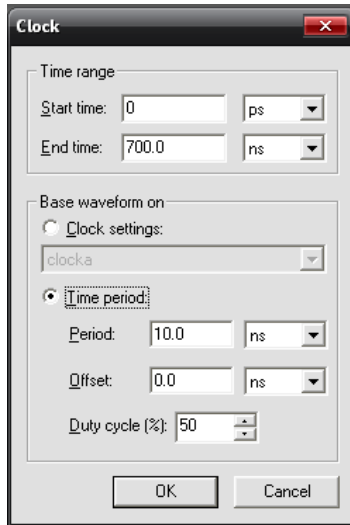 Clock
Time range
Start time: 0 ps
End time: 700.0 ns
Base waveform on
Clock settings:
clocka
Time period:
Period: 10.0 ns
Offset: 0.0 ns
Duty cycle (%): 50
OK Cancel